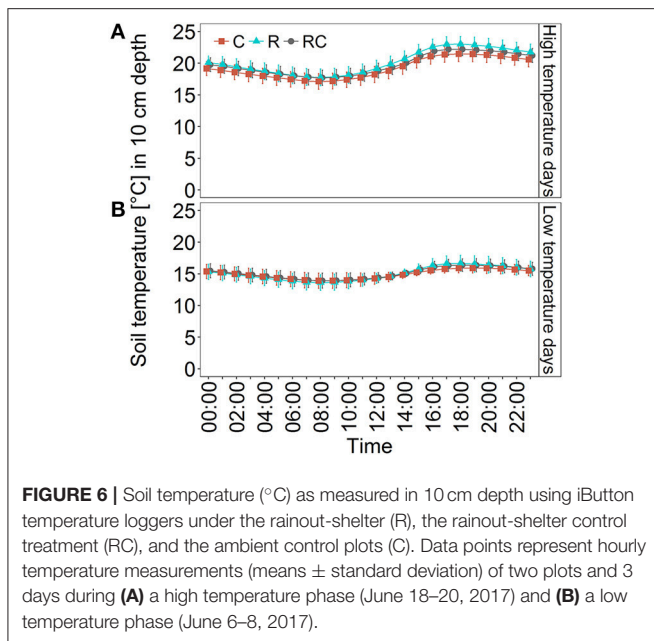 A
C R RC
25
20
15
10
5
0
High temperature days
B
25
20
15
10
5
0
Low temperature days
Soil temperature [°C] in 10 cm depth
00:00
02:00
04:00
06:00
08:00
10:00
12:00
14:00
16:00
18:00
20:00
22:00
Time
FIGURE 6 | Soil temperature (°C) as measured in 10 cm depth using iButton
temperature loggers under the rainout-shelter (R), the rainout-shelter control
treatment (RC), and the ambient control plots (C). Data points represent hourly
temperature measurements (means ± standard deviation) of two plots and 3
days during (A) a high temperature phase (June 18–20, 2017) and (B) a low
temperature phase (June 6–8, 2017).